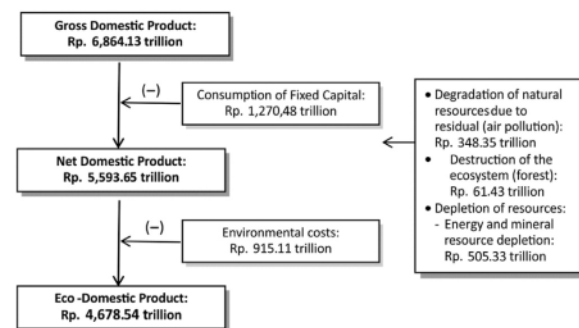 Gross Domestic Product:
Rp. 6,864.13 trillion
(–)
Consumption of Fixed Capital:
Rp. 1,270,48 trillion
Net Domestic Product:
Rp. 5,593.65 trillion
(–)
Environmental costs:
Rp. 915.11 trillion
Eco -Domestic Product:
Rp. 4,678.54 trillion
• Degradation of natural
resources due to
residual (air pollution):
Rp. 348.35 trillion
• Destruction of the
ecosystem (forest):
Rp. 61.43 trillion
• Depletion of resources:
- Energy and mineral
resource depletion:
Rp. 505.33 trillion